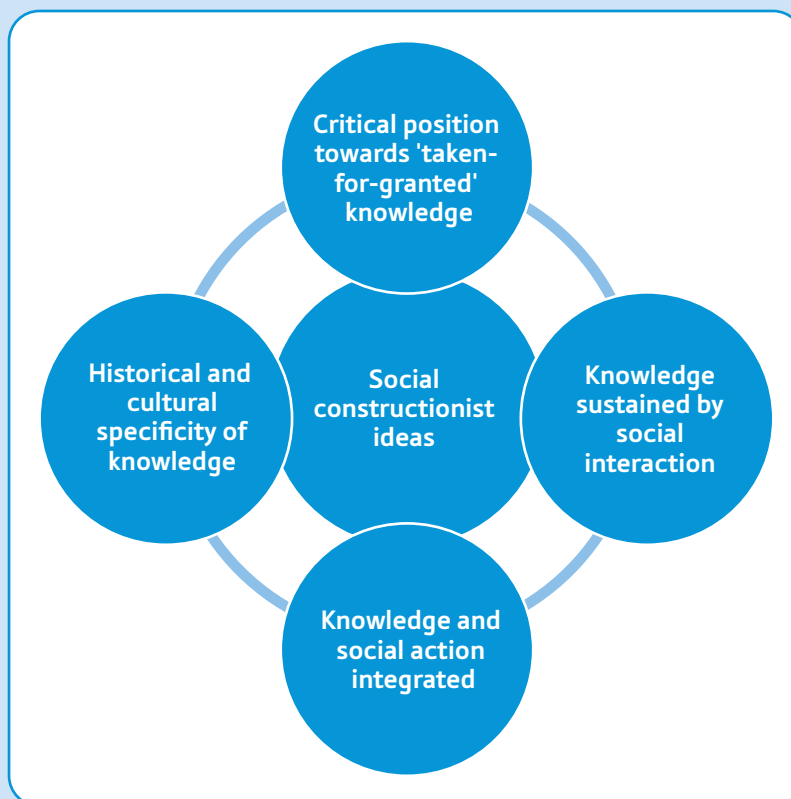 Critical position
towards 'taken-
for-granted'
knowledge
Historical and
cultural
specificity of
knowledge
Social
constructionist
ideas
Knowledge
sustained by
social
interaction
Knowledge and
social action
integrated